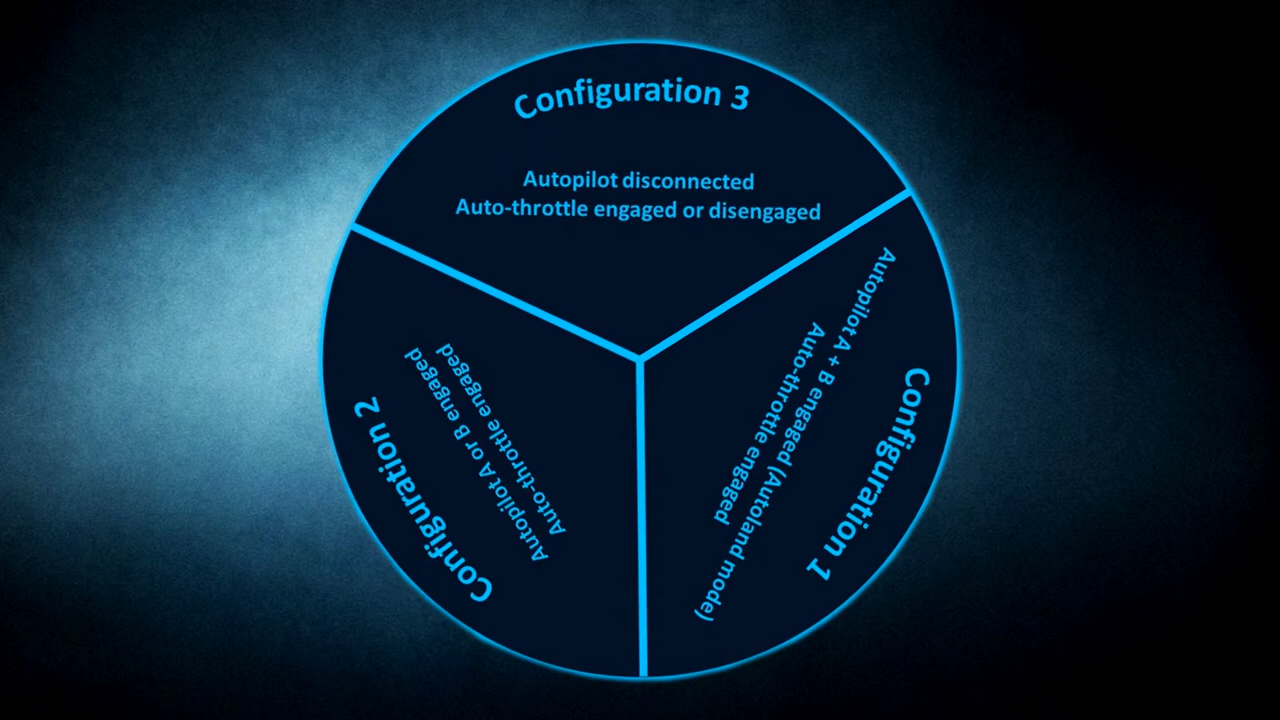 Configuration 3
Autopilot disconnected
Auto-throttle engaged or disengaged
Configuration 1
Autopilot A + B engaged (Autoland mode)
Auto-throttle engaged
Configuration 2
Autopilot A or B engaged
Auto-throttle engaged